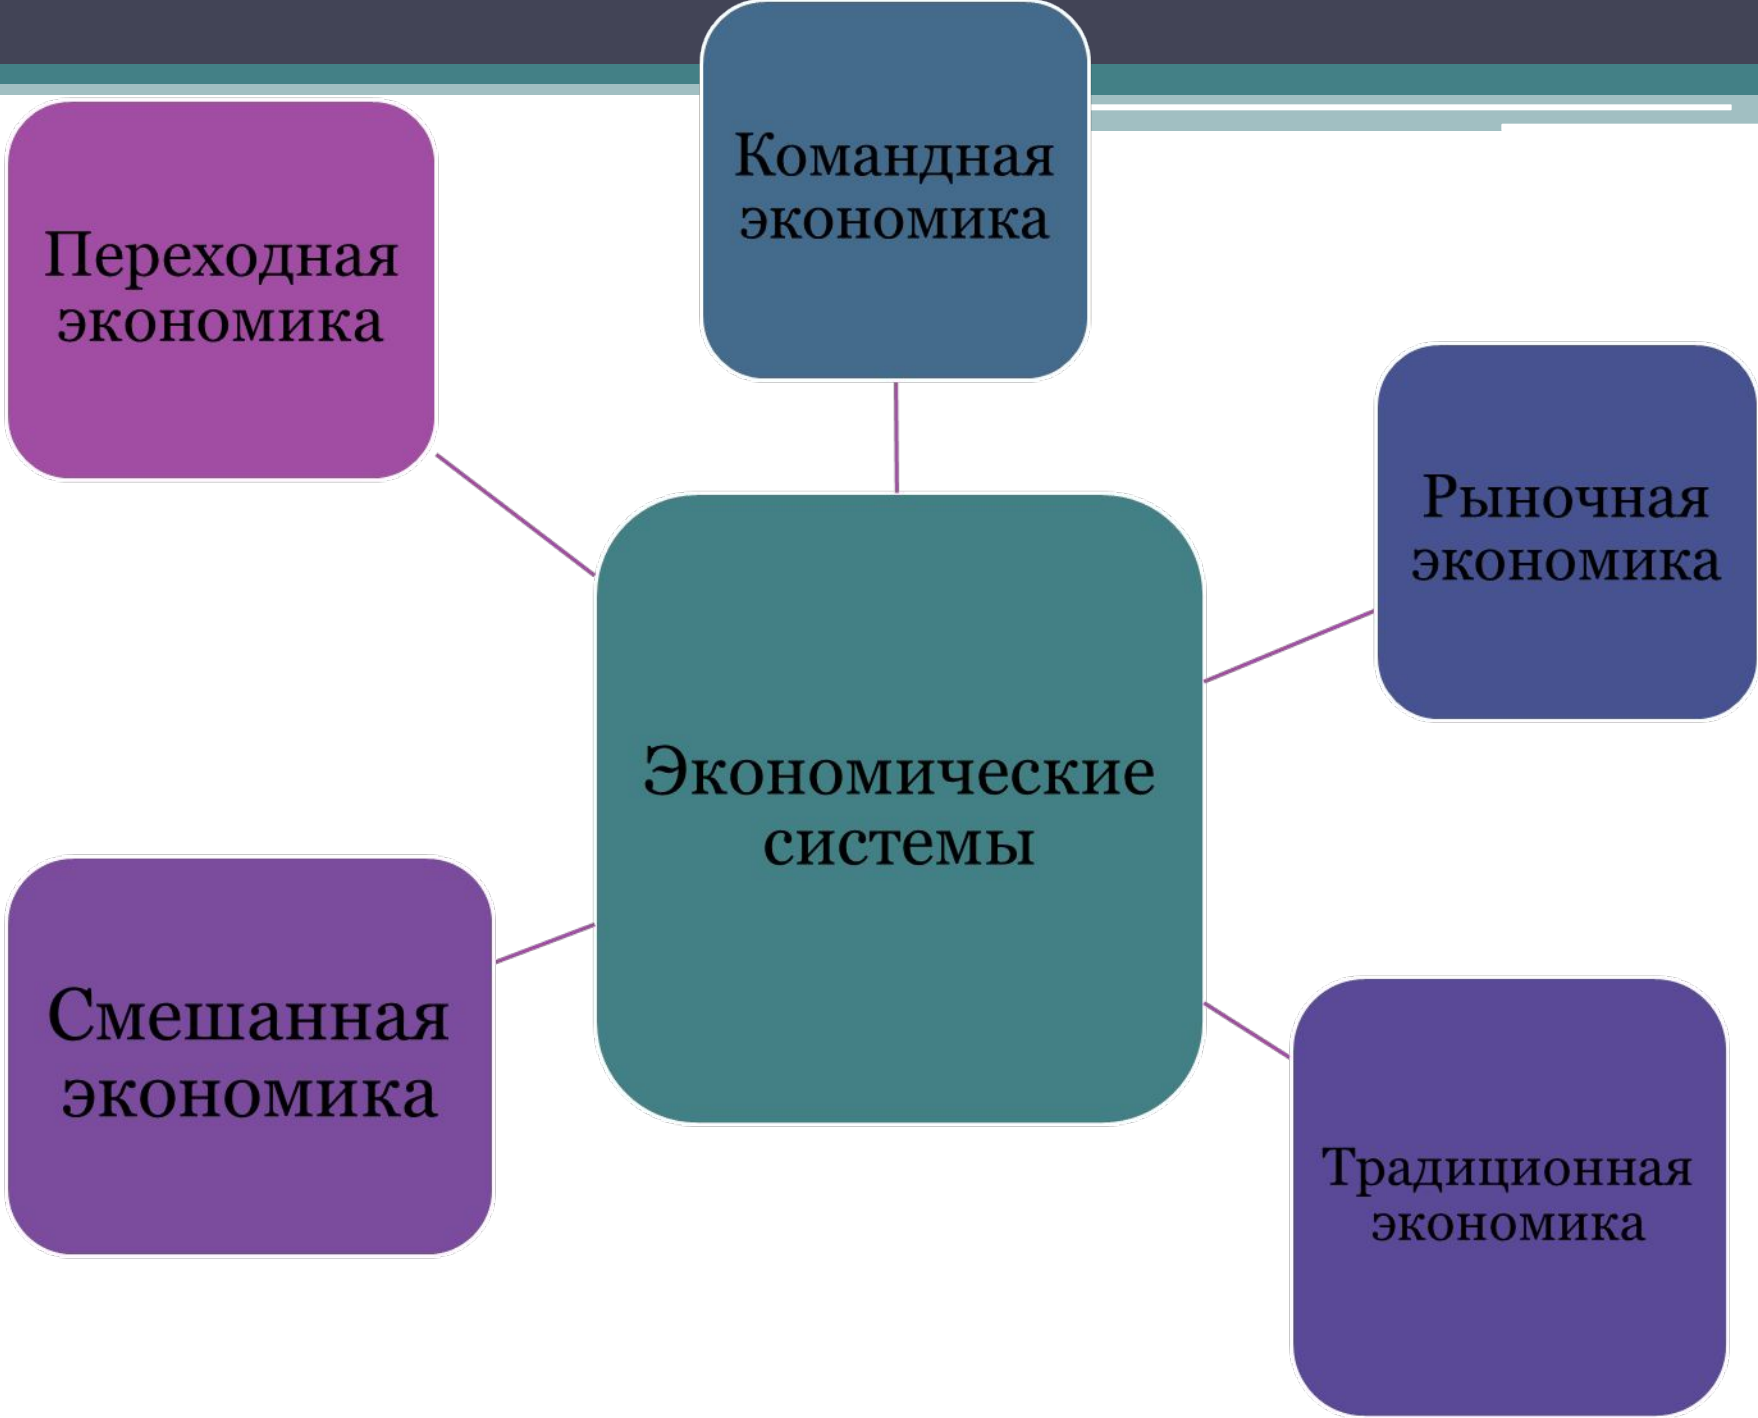 Командная
экономика
Переходная
экономика
Рыночная
экономика
Экономические
системы
Смешанная
экономика
Традиционная
экономика